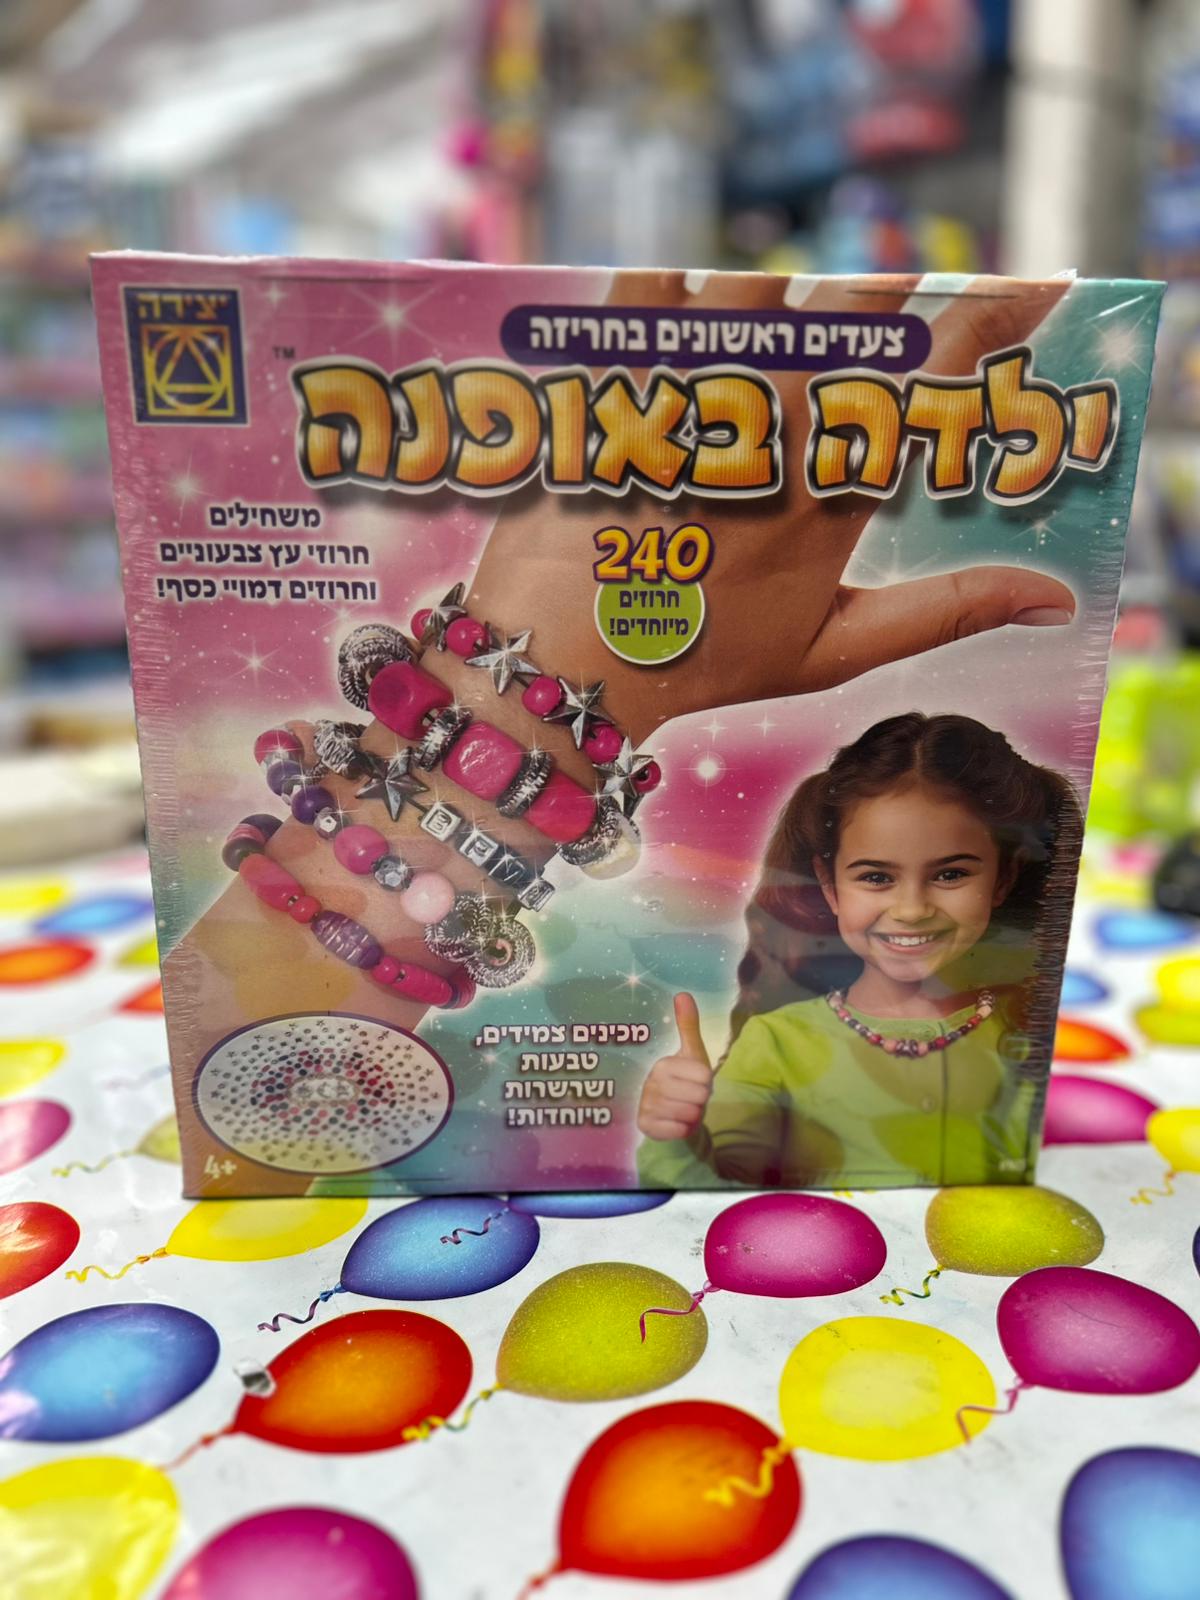 יצירה
צעדים ראשונים בחריזה
TM
ילדה באופנה
משחילים
חרוזי עץ צבעוניים
וחרוזים דמויי כסף!
240
חרוזים
מיוחדים!
מכינים צמידים,
טבעות
ושרשרות
מיוחדות!
4+